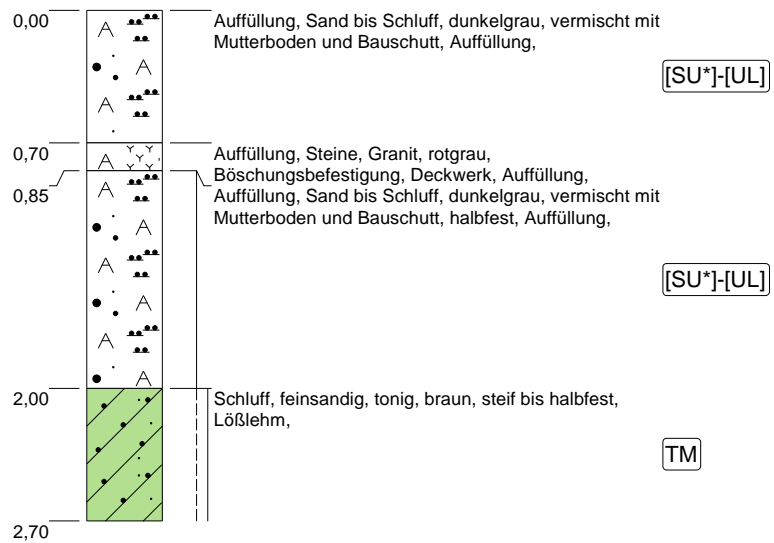 0,00
Auffüllung, Sand bis Schluff, dunkelgrau, vermischt mit
Mutterboden und Bauschutt, Auffüllung,
[SU*]-[UL]
0,70
Auffüllung, Steine, Granit, rotgrau,
Böschungsbefestigung, Deckwerk, Auffüllung,
0,85
Auffüllung, Sand bis Schluff, dunkelgrau, vermischt mit
Mutterboden und Bauschutt, halbfest, Auffüllung,
[SU*]-[UL]
2,00
Schluff, feinsandig, tonig, braun, steif bis halbfest,
Lößlehm,
TM
2,70